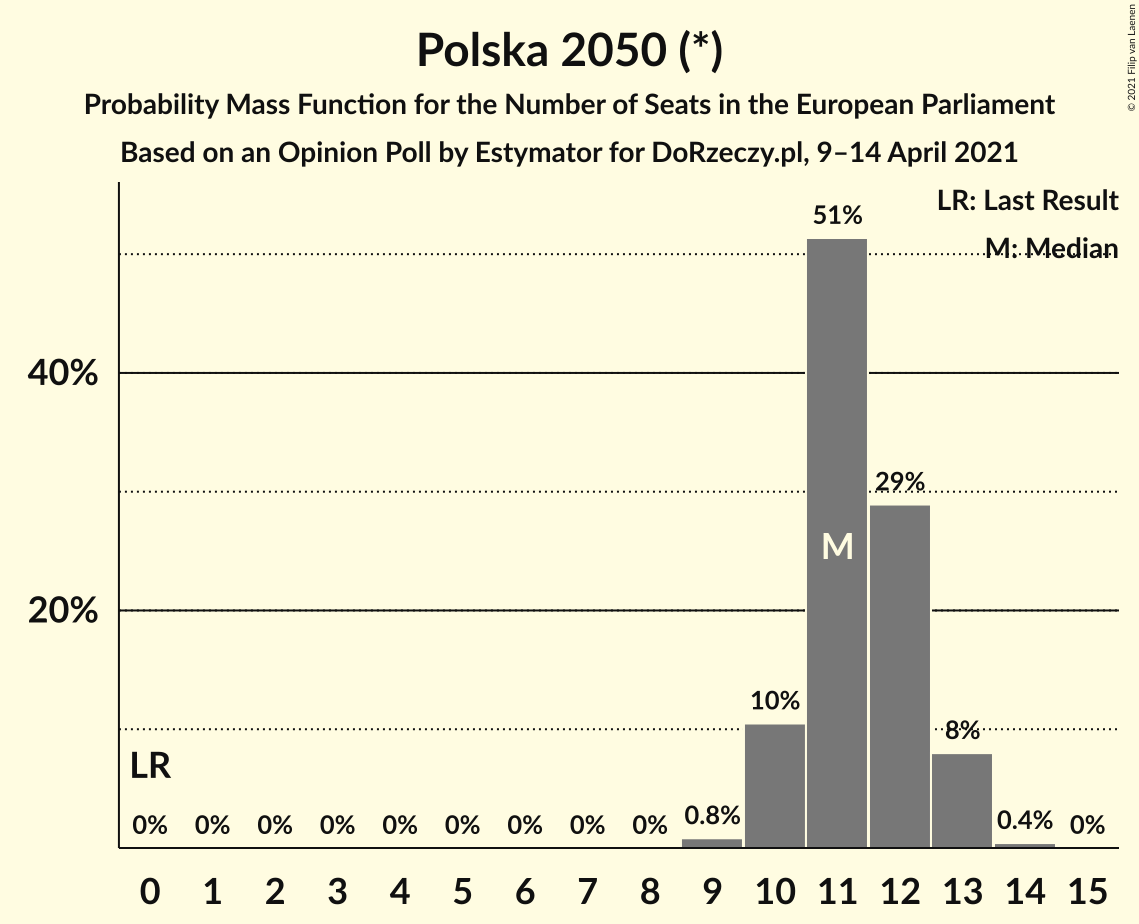 Polska 2050 (*)
Probability Mass Function for the Number of Seats in the European Parliament
Based on an Opinion Poll by Estymator for DoRzeczy.pl, 9–14 April 2021
© 2021 Filip van Laenen
LR: Last Result
M: Median
40%
20%
LR
M
0% 0% 0% 0% 0% 0% 0% 0% 0% 0.8% 10% 51% 29% 8% 0.4% 0%
0 1 2 3 4 5 6 7 8 9 10 11 12 13 14 15